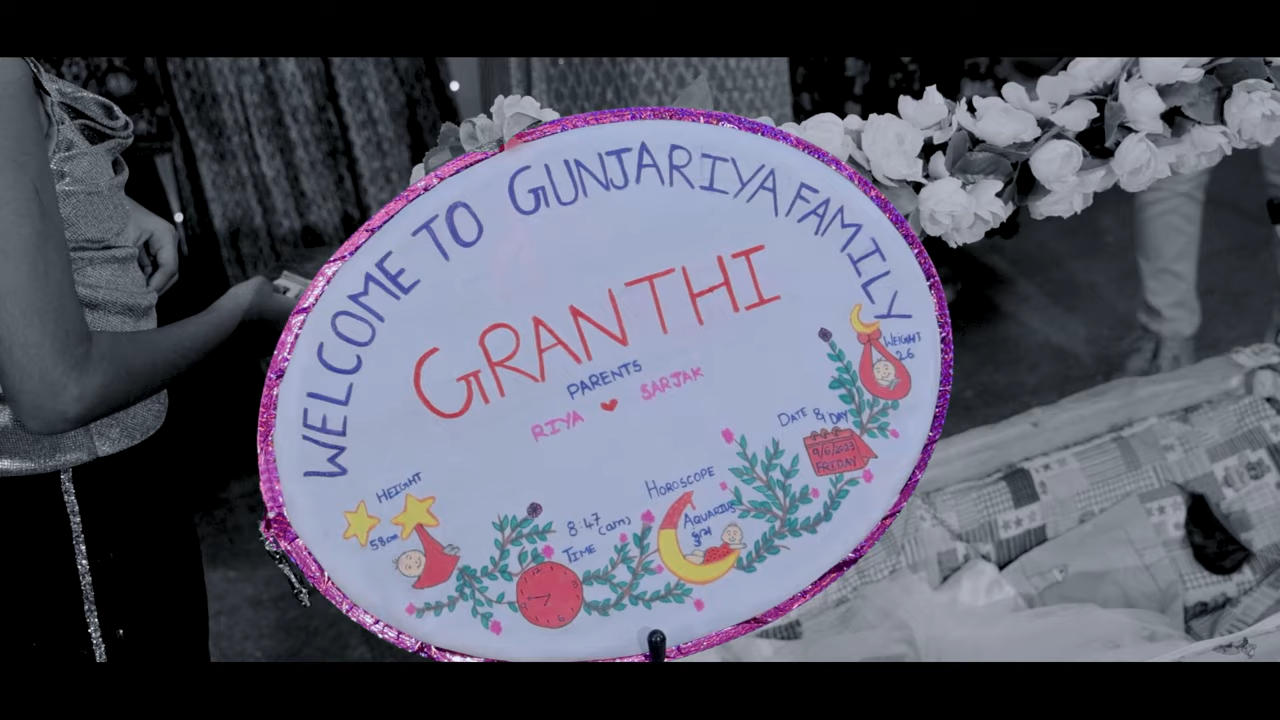 WELCOME TO GUNJARIYA FAMILY
GRANTHI
PARENTS
RIYA SARJAK
WEIGHT
2.6
DATE & DAY
9/6/2023
FRIDAY
HOROSCOPE
AQUARIUS
HEIGHT
58cm
8:47 (am)
TIME